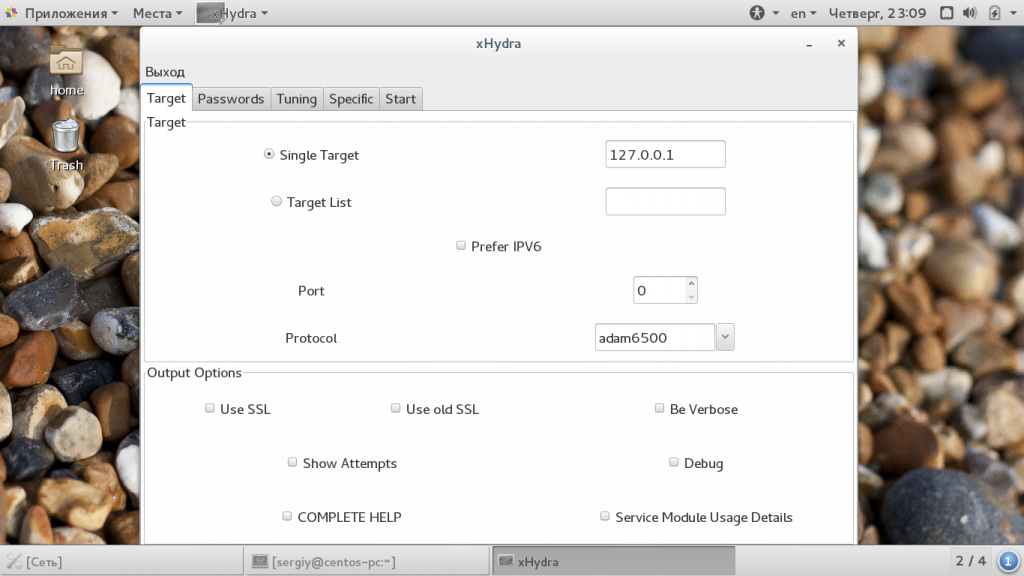 Приложения Места xHydra en Четверг, 23:09
xHydra
home
Trash
Выход
Target Passwords Tuning Specific Start
Target
Single Target 127.0.0.1
Target List
Prefer IPV6
Port 0
Protocol adam6500
Output Options
Use SSL Use old SSL Be Verbose
Show Attempts Debug
COMPLETE HELP Service Module Usage Details
[Сеть] [sergiy@centos-pc:~] xHydra 2 / 4 1